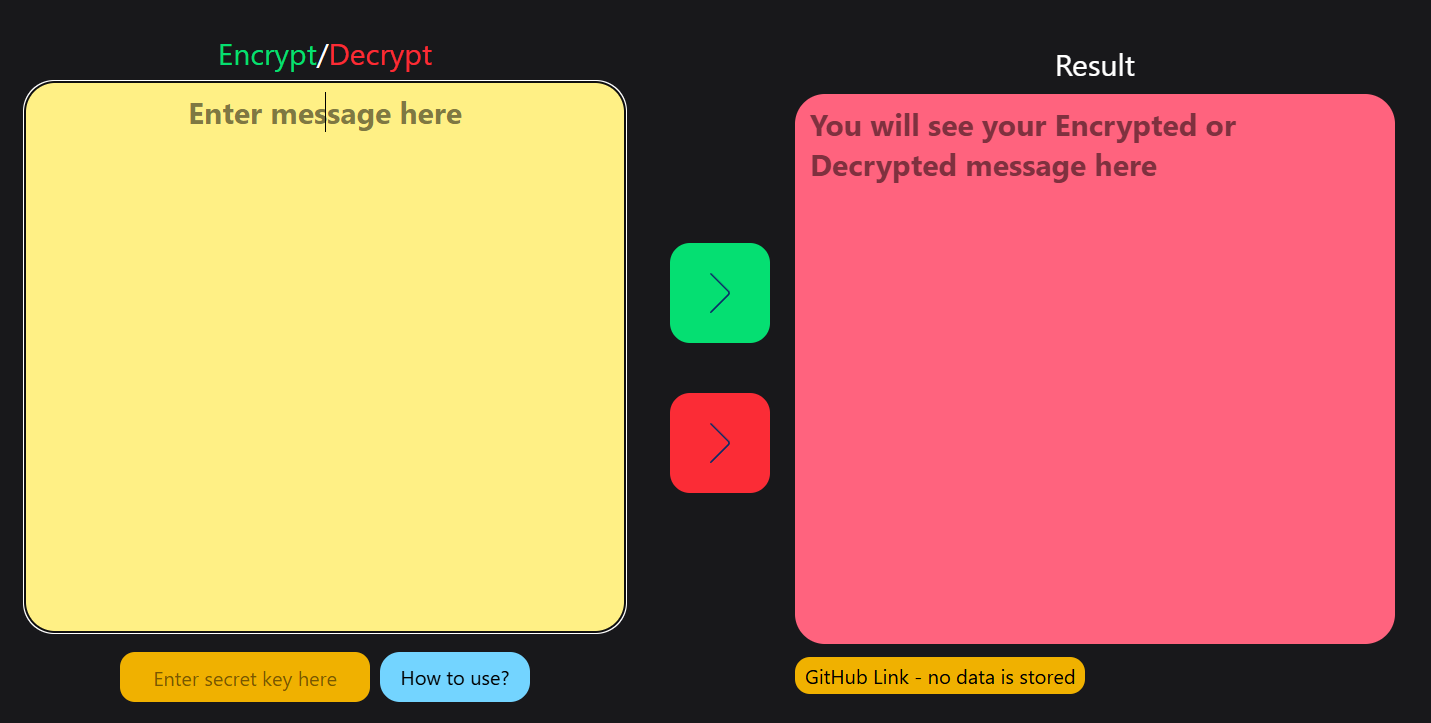 Encrypt/Decrypt
Enter message here
Enter secret key here
How to use?
Result
You will see your Encrypted or
Decrypted message here
GitHub Link - no data is stored